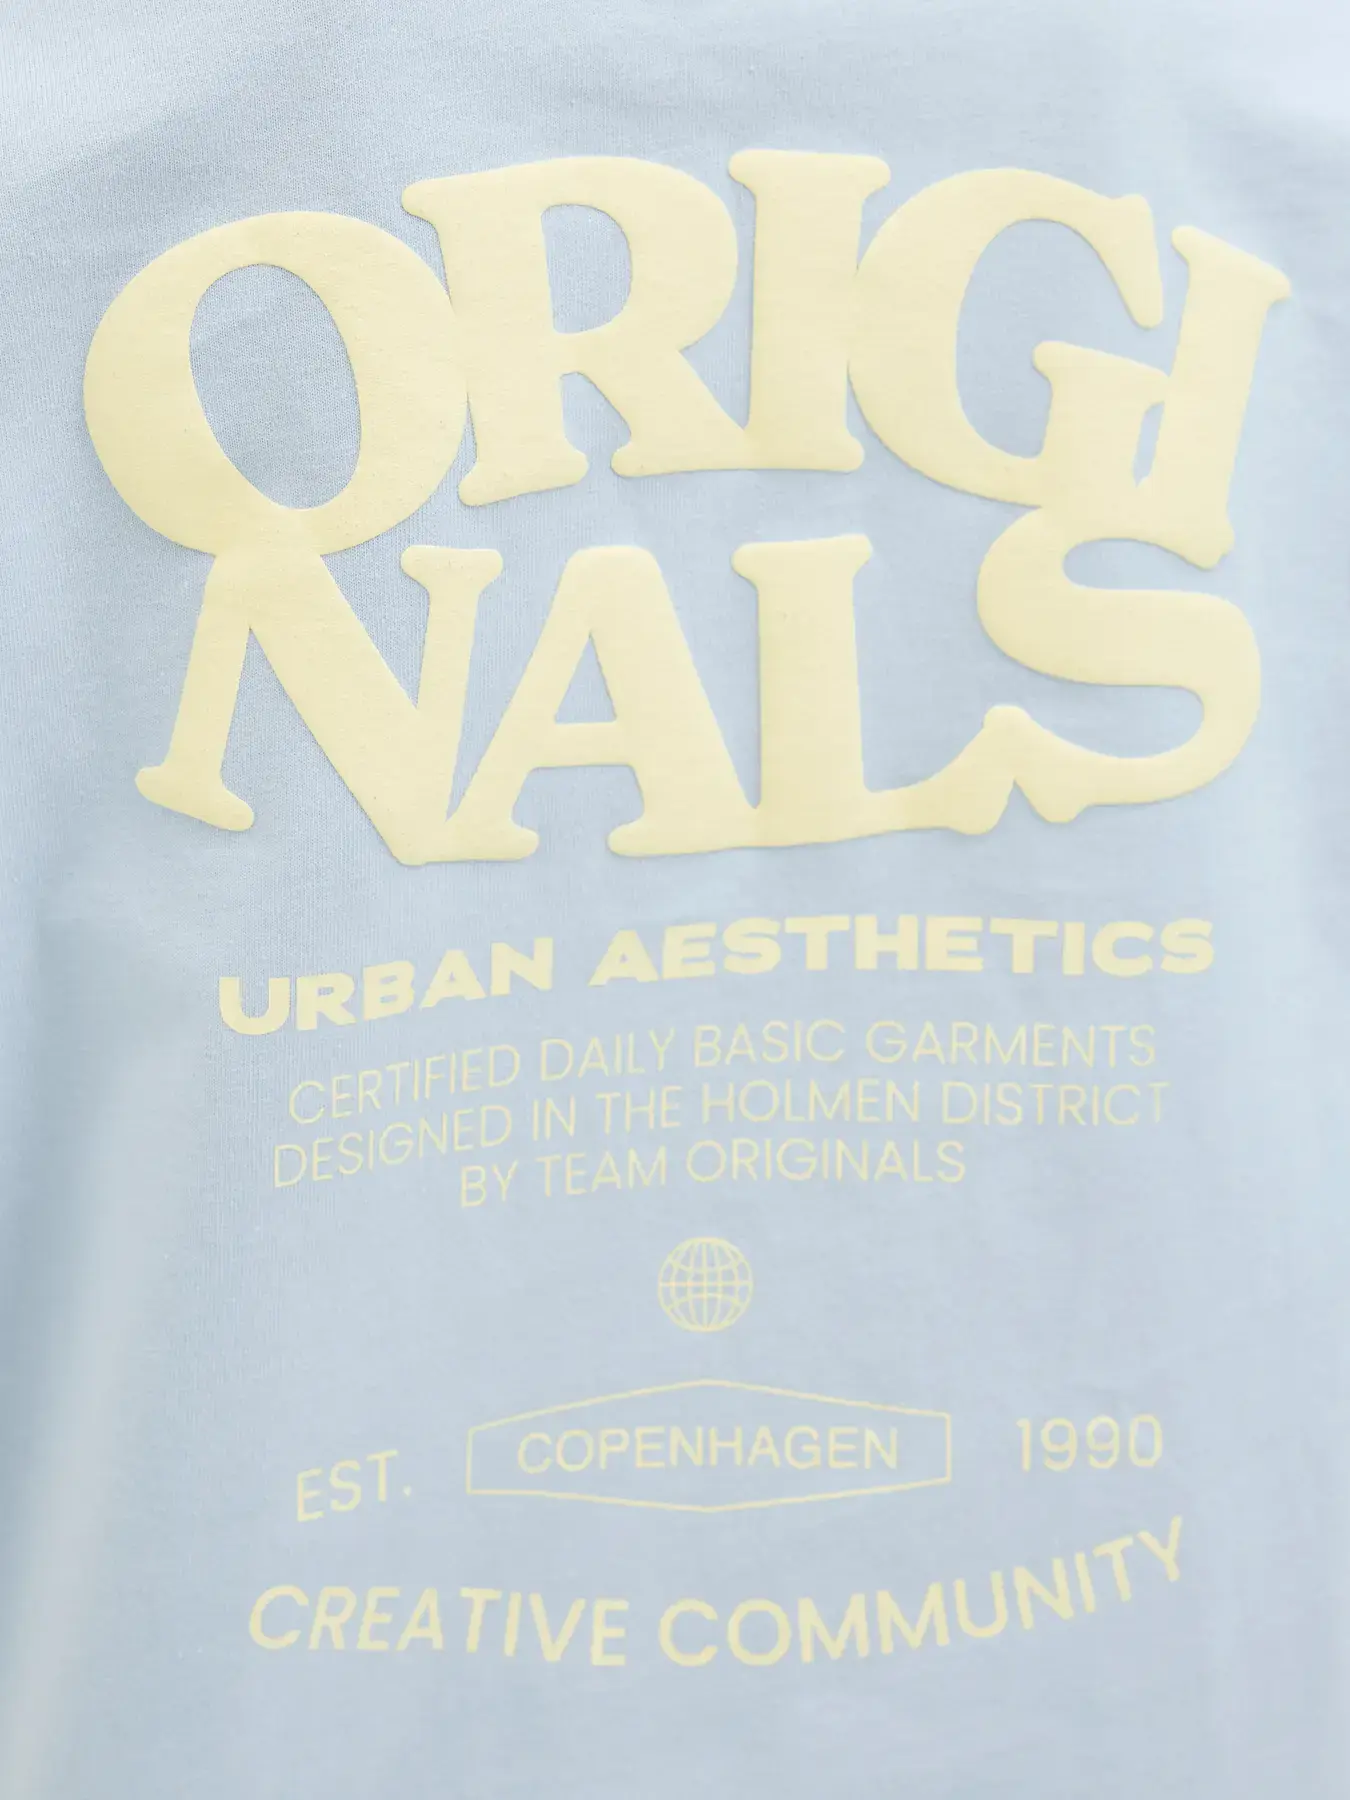 ORIGI
NALS
URBAN AESTHETICS
CERTIFIED DAILY BASIC GARMENTS
DESIGNED IN THE HOLMEN DISTRICT
BY TEAM ORIGINALS
EST. COPENHAGEN 1990
CREATIVE COMMUNITY